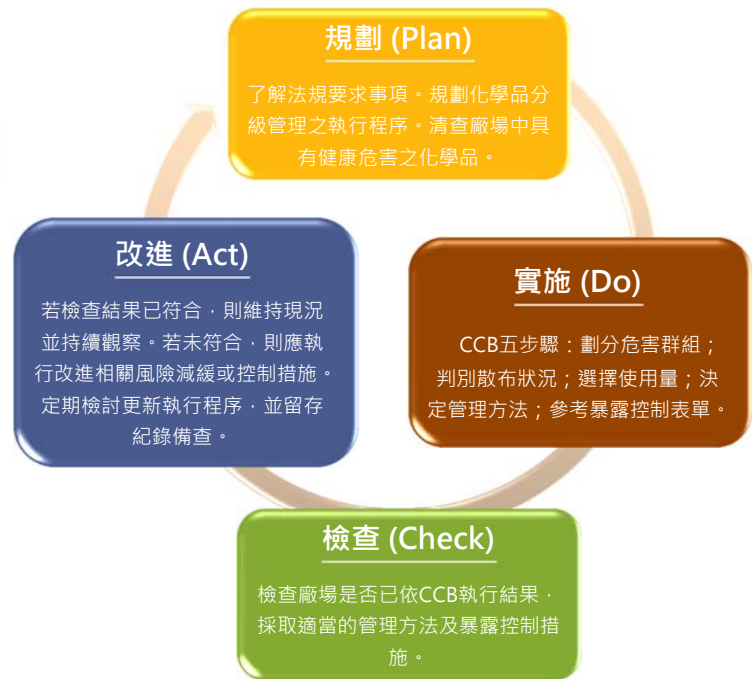 規劃 (Plan)
了解法規要求事項。規劃化學品分
級管理之執行程序。清查廠場中具
有健康危害之化學品。
實施 (Do)
CCB五步驟：劃分危害群組；
判別散布狀況；選擇使用量；決
定管理方法；參考暴露控制表單。
檢查 (Check)
檢查廠場是否已依CCB執行結果，
採取適當的管理方法及暴露控制措
施。
改進 (Act)
若檢查結果已符合，則維持現況
並持續觀察。若未符合，則應執
行改進相關風險減緩或控制措施。
定期檢討更新執行程序，並留存
紀錄備查。